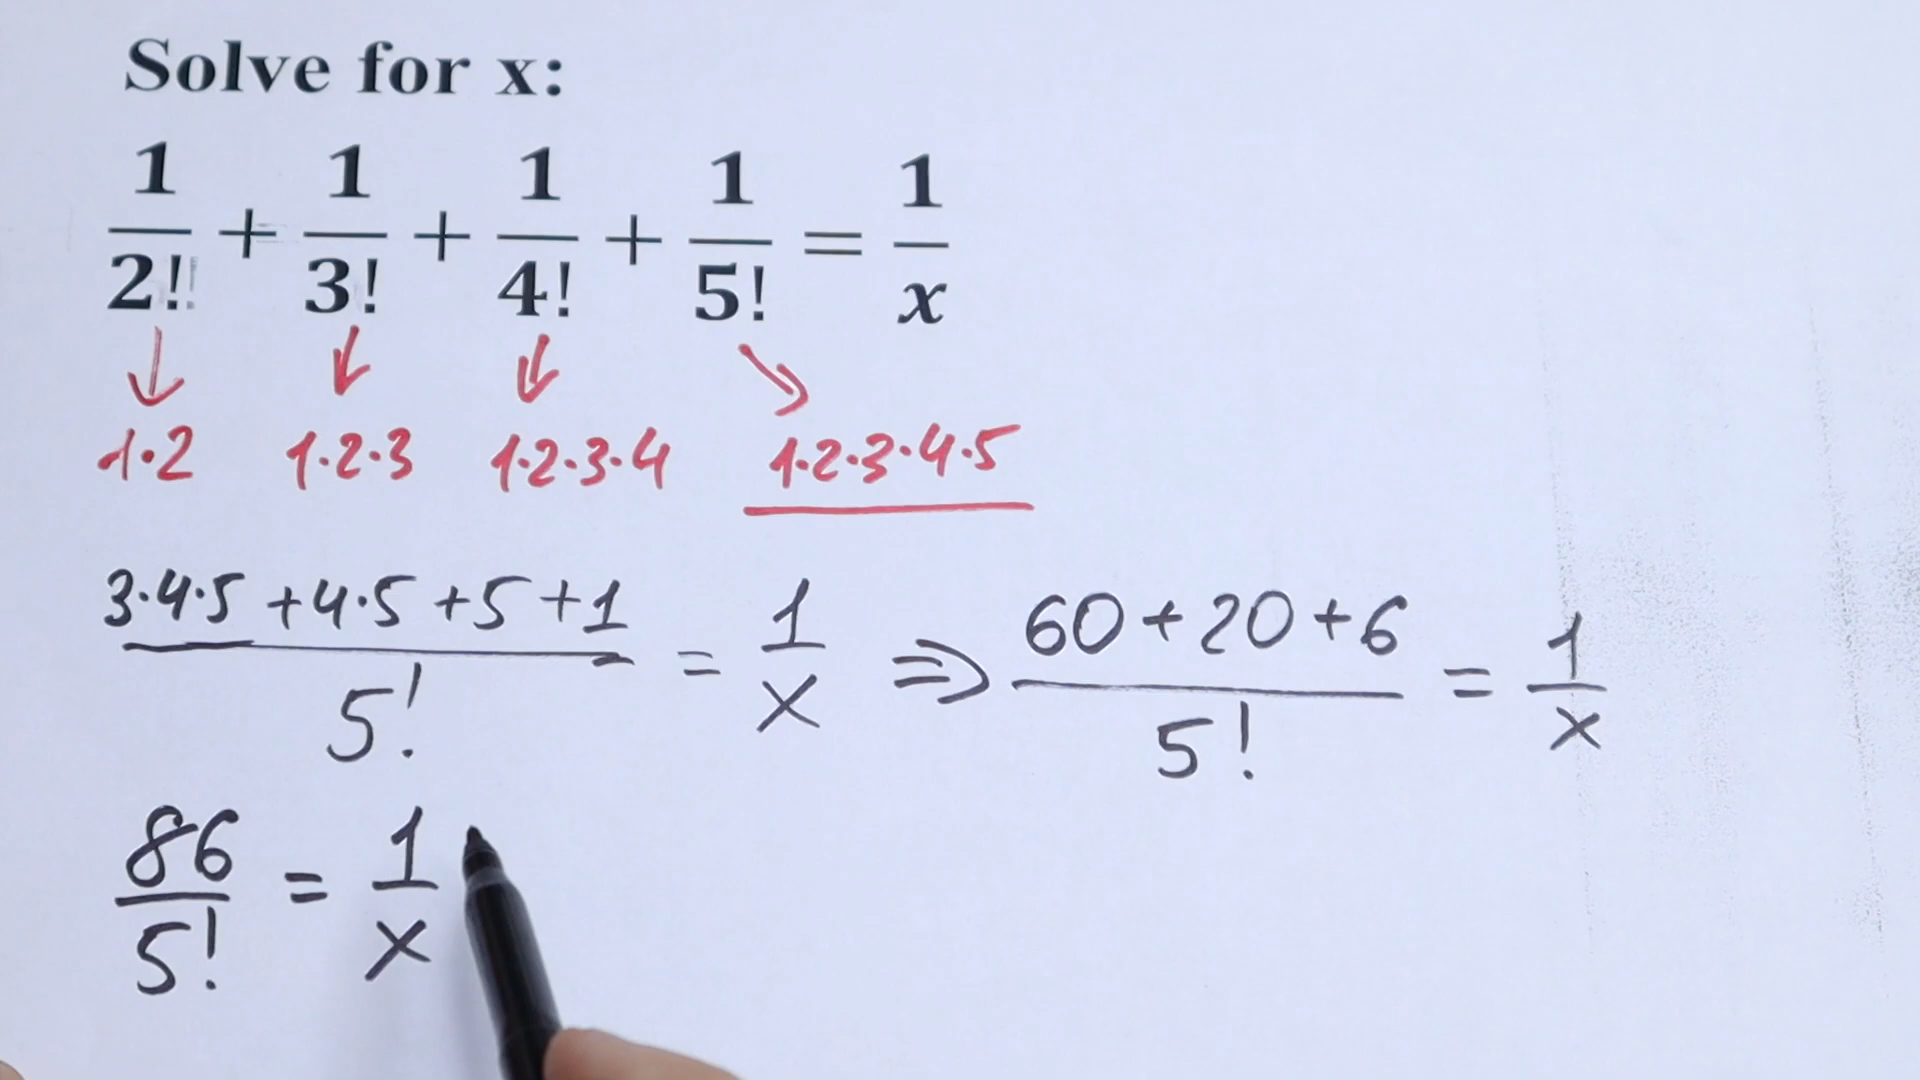 Solve for x:
1/2! + 1/3! + 1/4! + 1/5! = 1/x
1·2 1·2·3 1·2·3·4 1·2·3·4·5
(3·4·5 + 4·5 + 5 + 1)/5! = 1/x ⇒ (60 + 20 + 6)/5! = 1/x
86/5! = 1/x